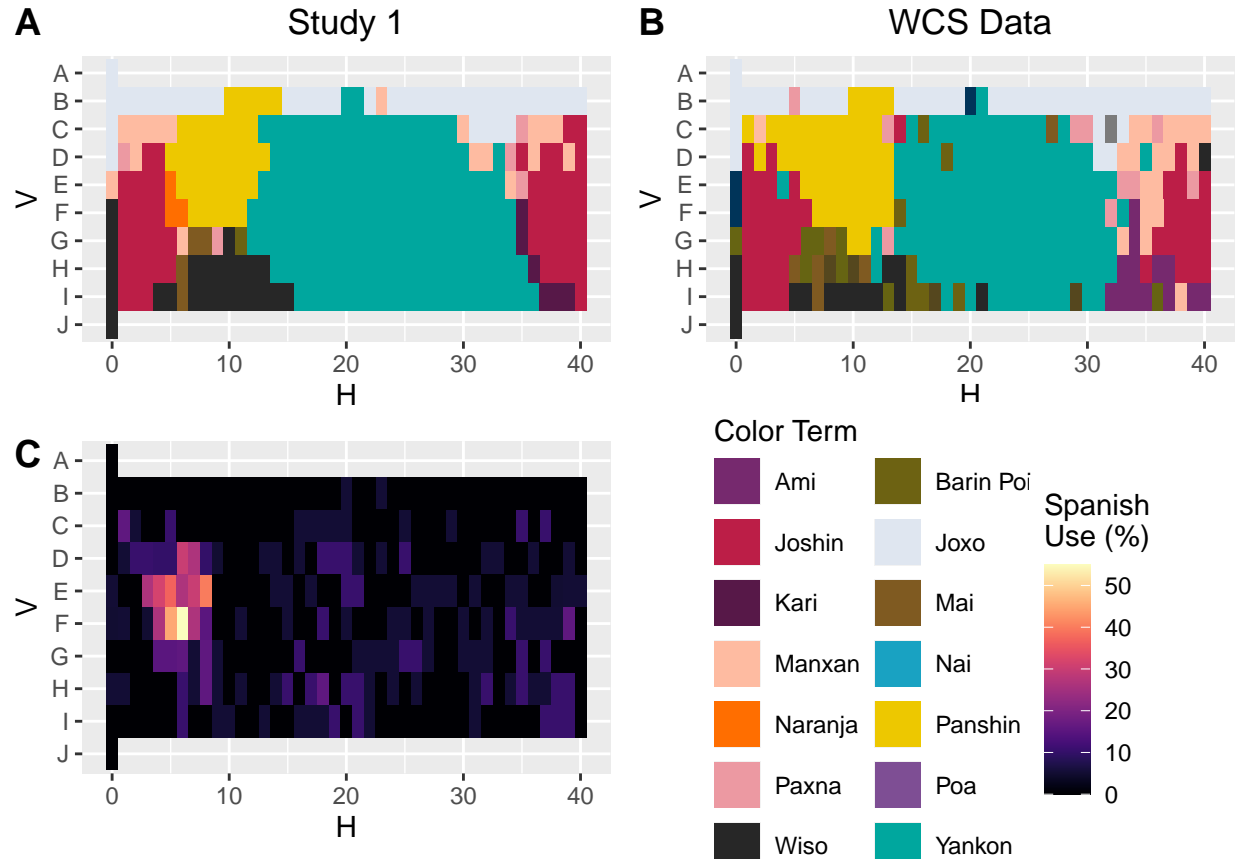 A
Study 1
V
A
B
C
D
E
F
G
H
I
J
0
10
20
30
40
H
B
WCS Data
V
A
B
C
D
E
F
G
H
I
J
0
10
20
30
40
H
C
V
A
B
C
D
E
F
G
H
I
J
0
10
20
30
40
H
Color Term
Ami
Barin Poi
Joshin
Joxo
Kari
Mai
Manxan
Nai
Naranja
Panshin
Paxna
Poa
Wiso
Yankon
Spanish
Use (%)
50
40
30
20
10
0